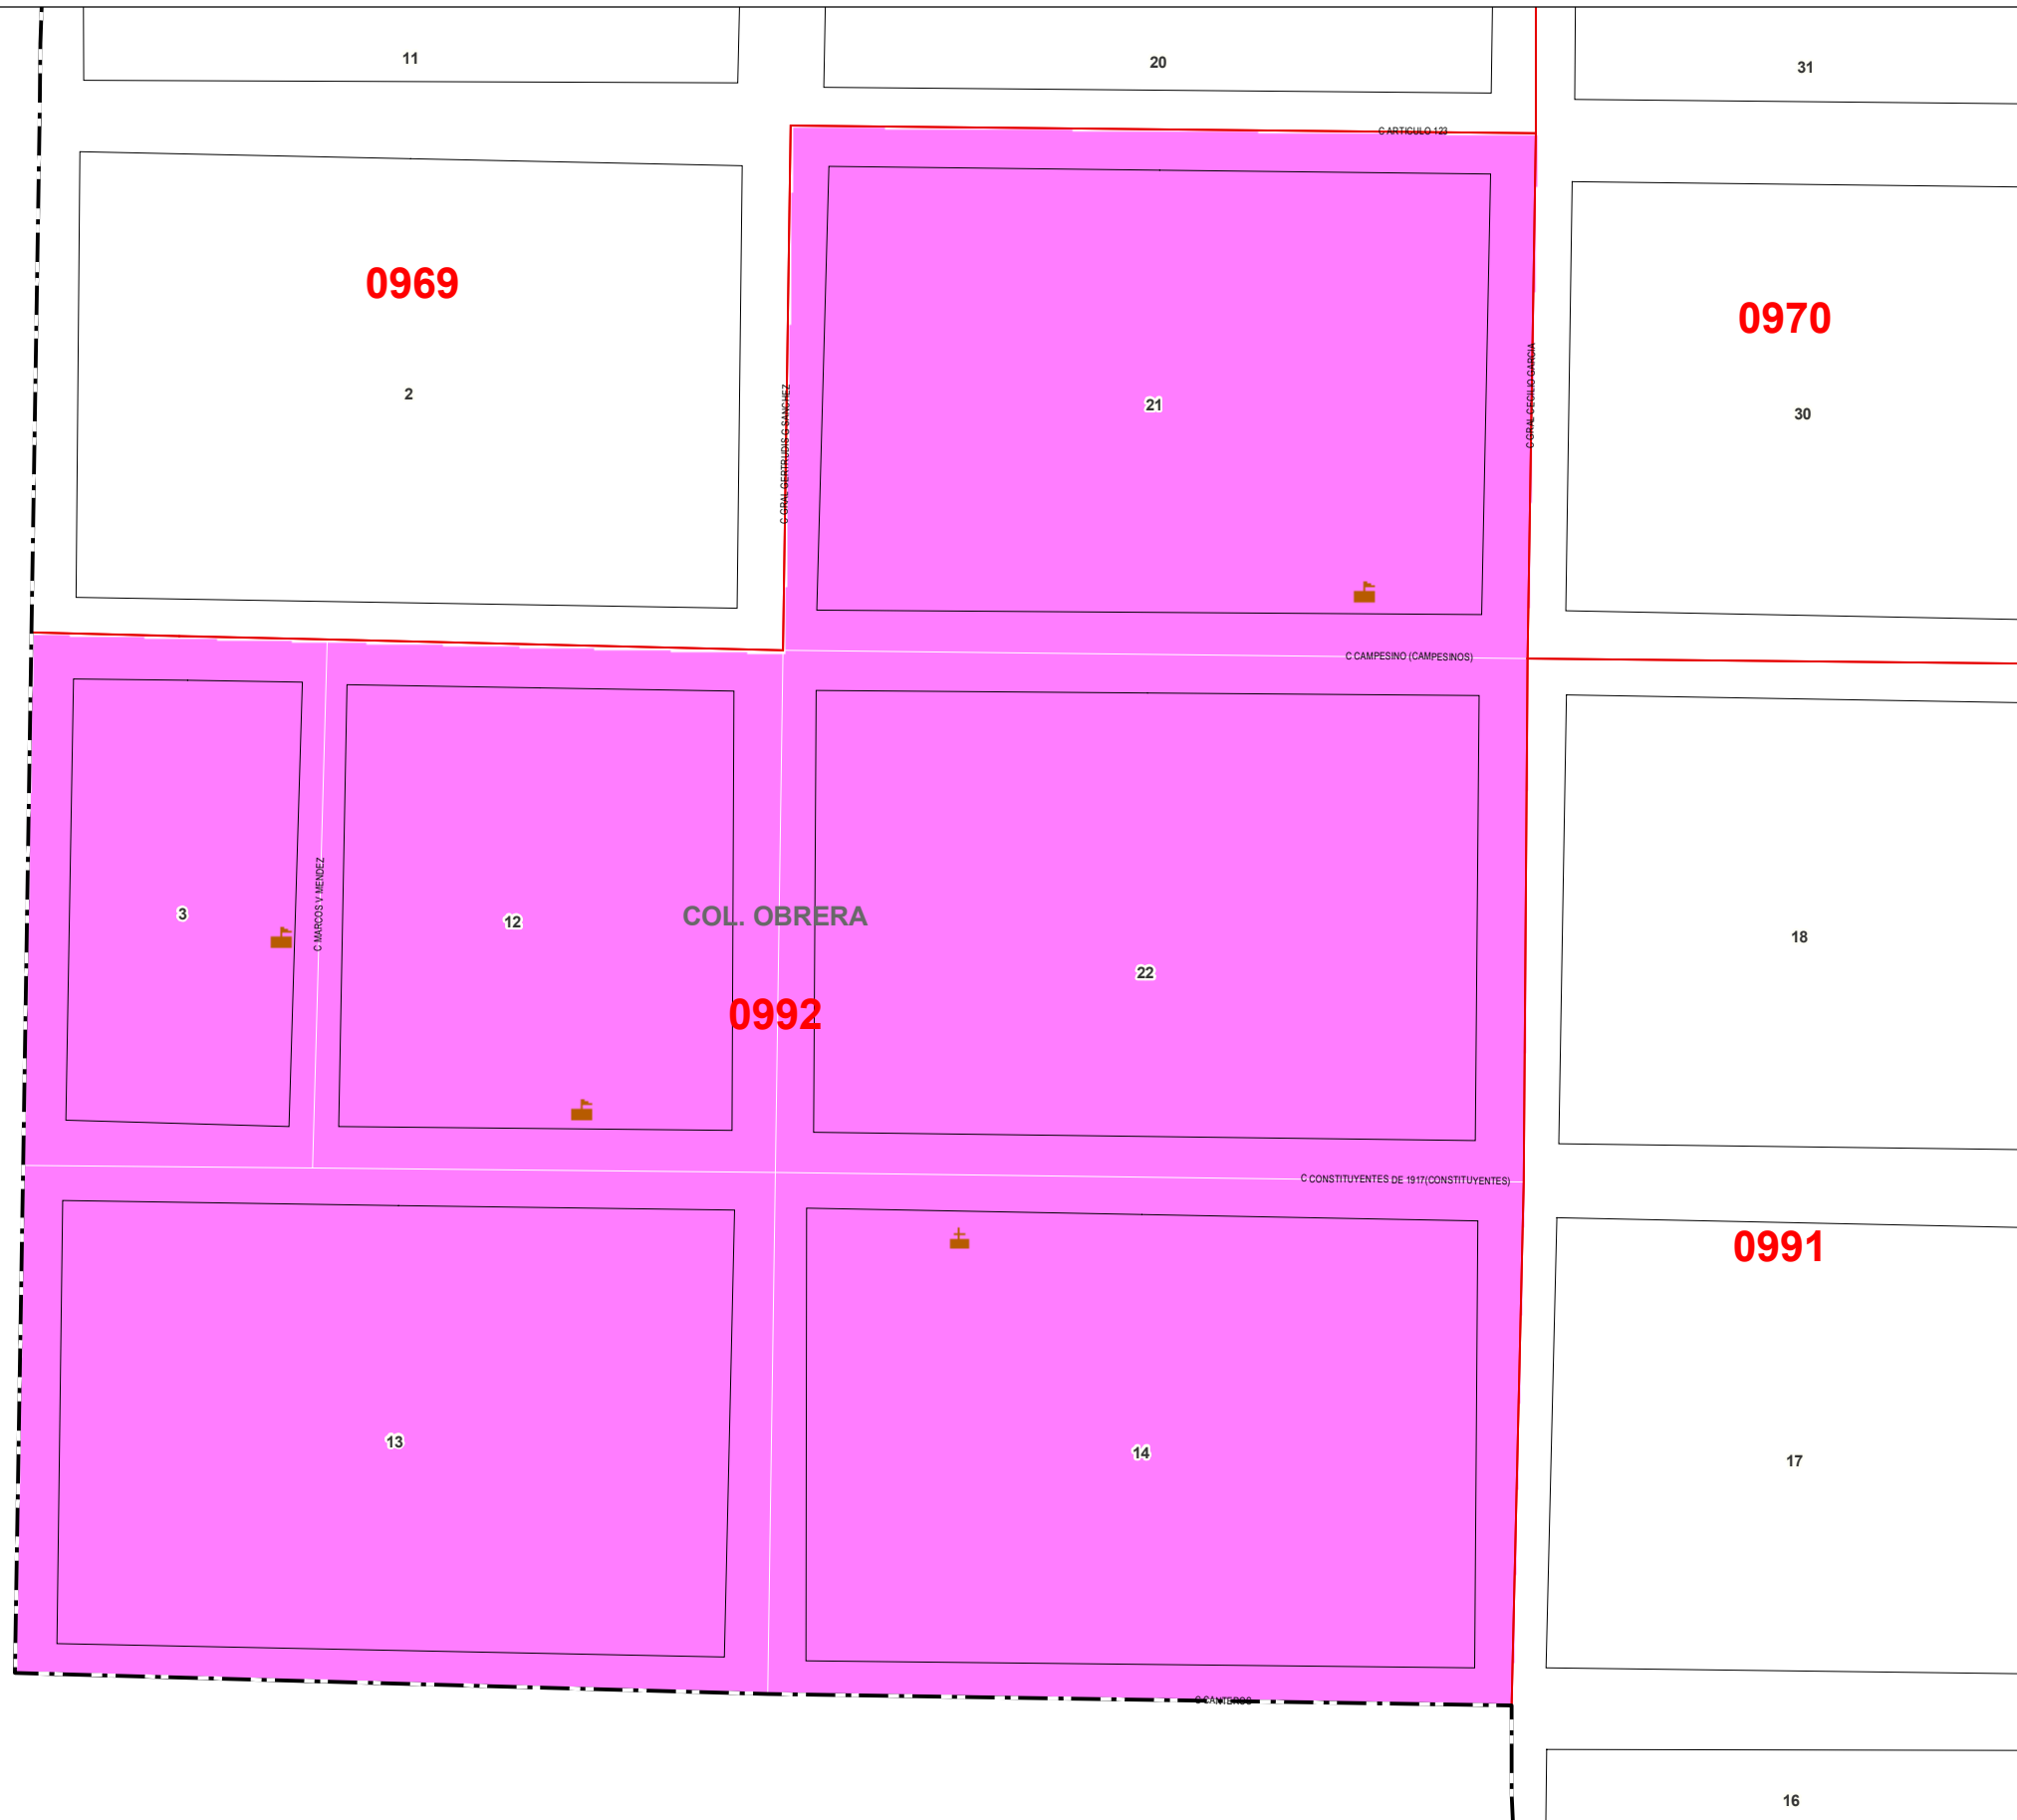 11
20
31
C ARTICULO 123
0969
0970
2
21
30
C GRAL GERTRUDIS G SANCHEZ
C GRAL CECILIO GARCIA
C CAMPESINO (CAMPESINOS)
3
C MARCOS V. MENDEZ
12
COL. OBRERA
18
22
0992
C CONSTITUYENTES DE 1917(CONSTITUYENTES)
0991
13
14
17
C CANTEROS
16